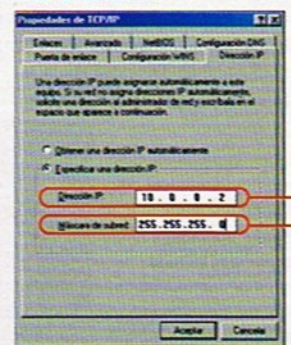 Propiedades de TCP/IP
Enlaces Avanzado NetBIOS Configuración DNS
Puerta de enlace Configuración WINS Dirección IP
Una dirección IP puede asignarse automáticamente a este
equipo. Si su red no asigna direcciones IP automáticamente,
solicite una dirección al administrador de red y escríbala en el
espacio que aparece a continuación.
Obtener una dirección IP automáticamente
Especificar una dirección IP:
Dirección IP: 10 . 0 . 0 . 2
Máscara de subred: 255.255.255. 0
Aceptar Cancelar